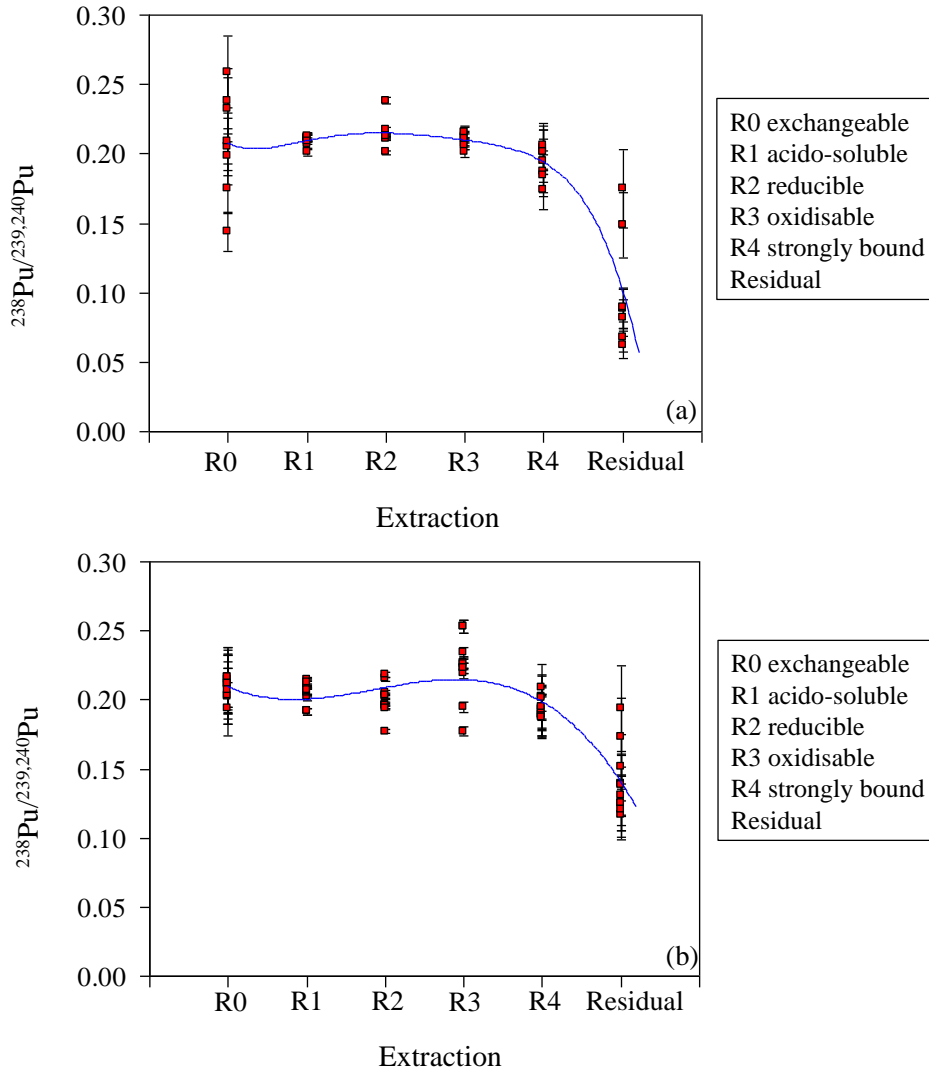 0.30
0.25
0.20
0.15
0.10
0.05
0.00
238Pu/239,240Pu
(a)
R0 R1 R2 R3 R4 Residual
Extraction
R0 exchangeable
R1 acido-soluble
R2 reducible
R3 oxidisable
R4 strongly bound
Residual
0.30
0.25
0.20
0.15
0.10
0.05
0.00
238Pu/239,240Pu
(b)
R0 R1 R2 R3 R4 Residual
Extraction
R0 exchangeable
R1 acido-soluble
R2 reducible
R3 oxidisable
R4 strongly bound
Residual